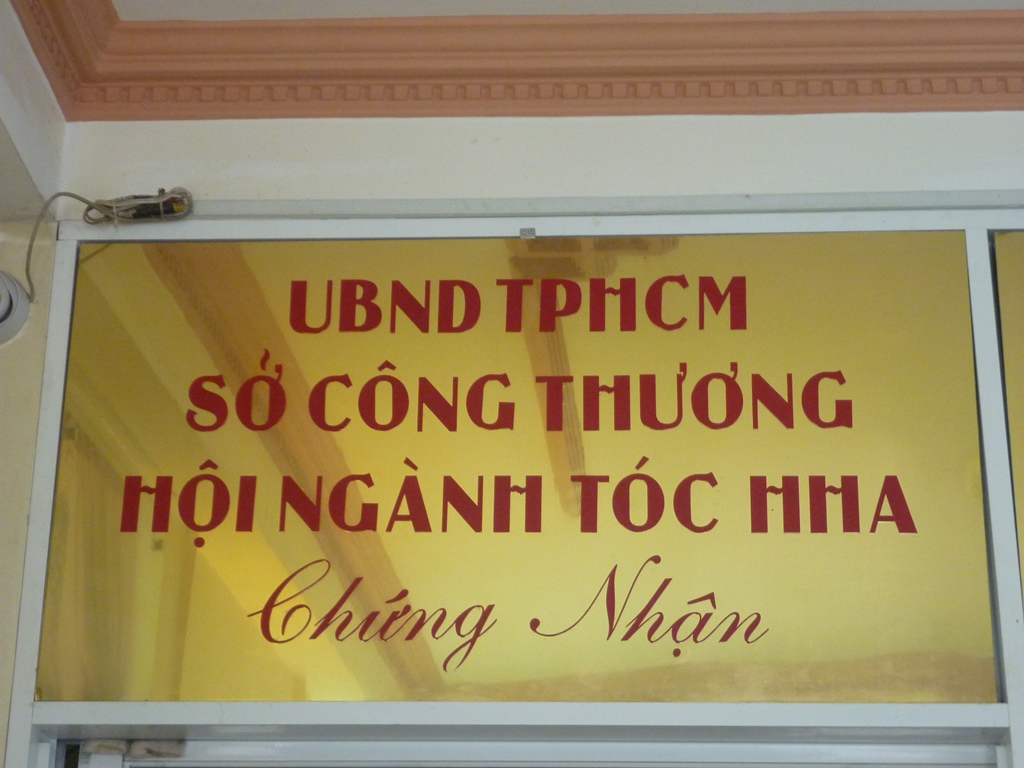 UBND TPHCM
SỞ CÔNG THƯƠNG
HỘI NGÀNH TÓC HHA
Chứng Nhận